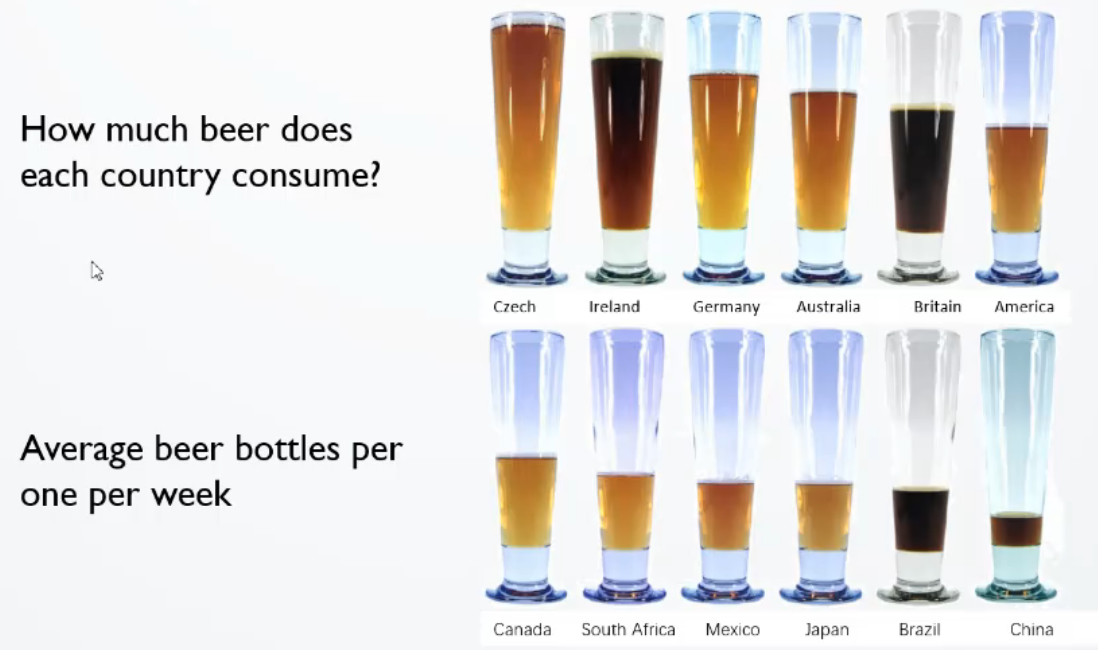 How much beer does
each country consume?
Czech Ireland Germany Australia Britain America
Average beer bottles per
one per week
Canada South Africa Mexico Japan Brazil China